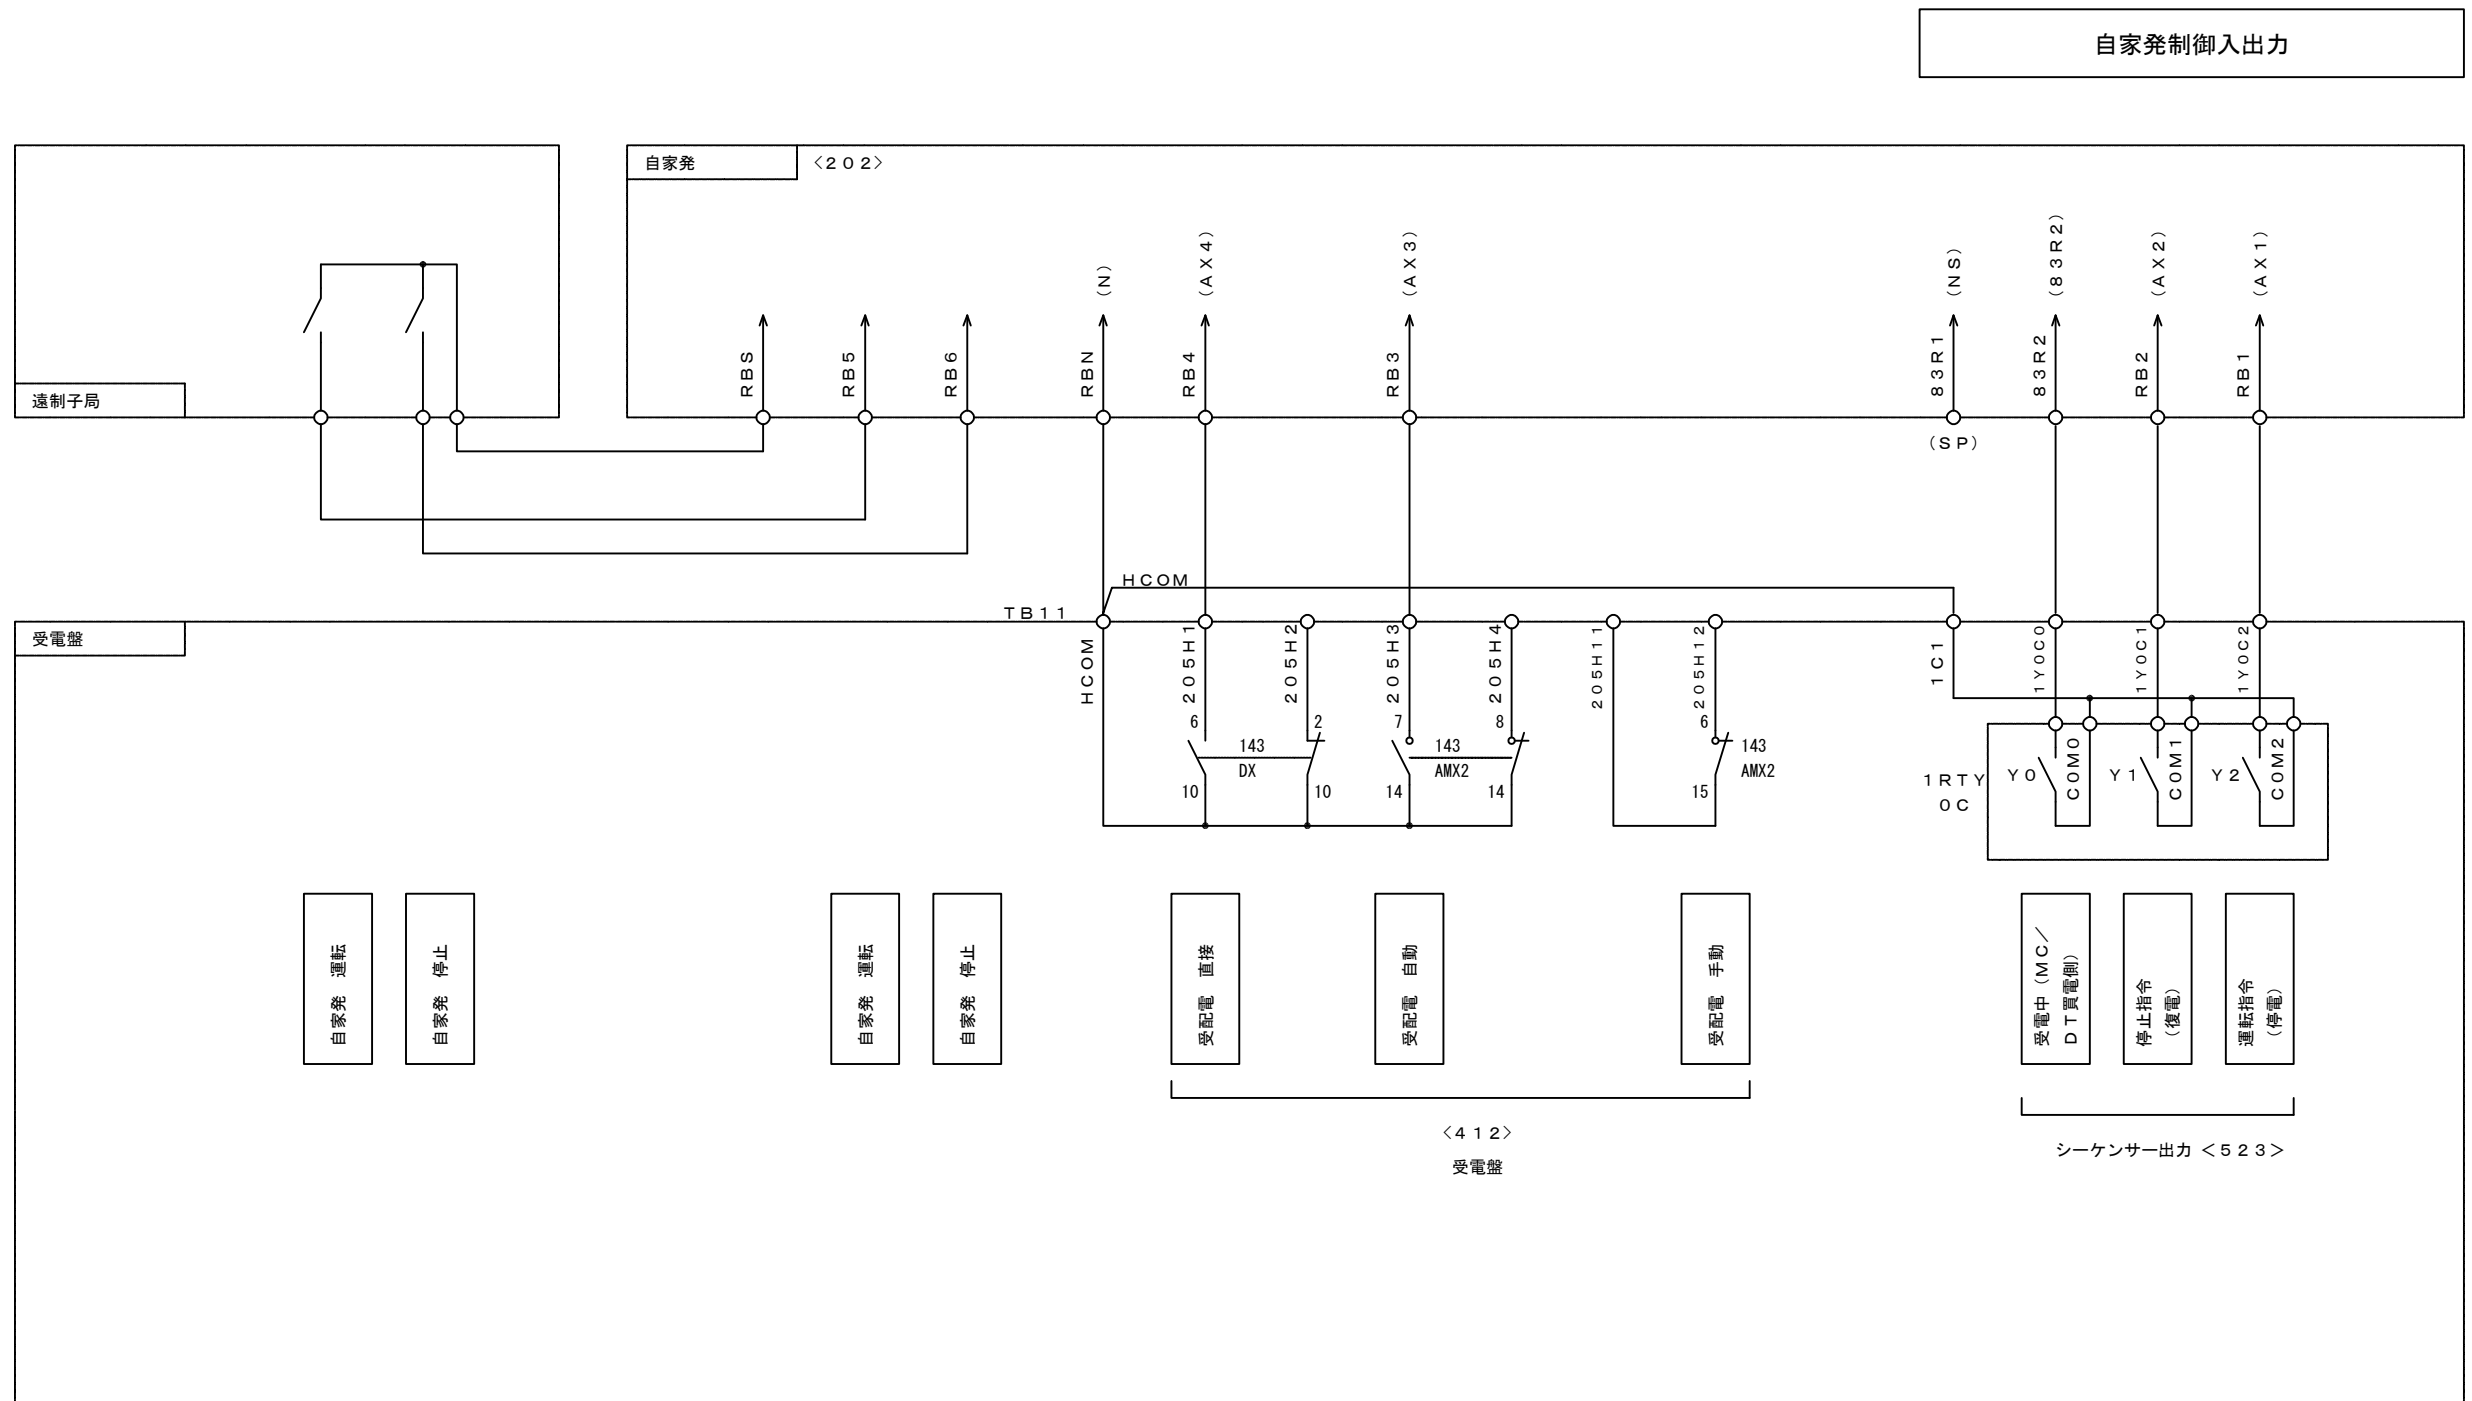 自家発制御入出力
自家発
〈２０２〉
遠制子局
RBS
RB5
RB6
RBN
(N)
RB4
(AX4)
RB3
(AX3)
83R1
(NS)
83R2
(83R2)
RB2
(AX2)
RB1
(AX1)
(SP)
HCOM
TB11
受電盤
HCOM
205H1
205H2
205H3
205H4
205H11
205H12
1C1
1Y0C0
1Y0C1
1Y0C2
6
2
7
8
6
143
DX
143
AMX2
143
AMX2
10
10
14
14
15
1RTY
0C
Y0
COM0
Y1
COM1
Y2
COM2
自家発　運転
自家発　停止
自家発　運転
自家発　停止
受配電　直接
受配電　自動
受配電　手動
受電中（MC／
DT買電側）
停止指令
（復電）
運転指令
（停電）
〈４１２〉
受電盤
シーケンサー出力 ＜５２３＞